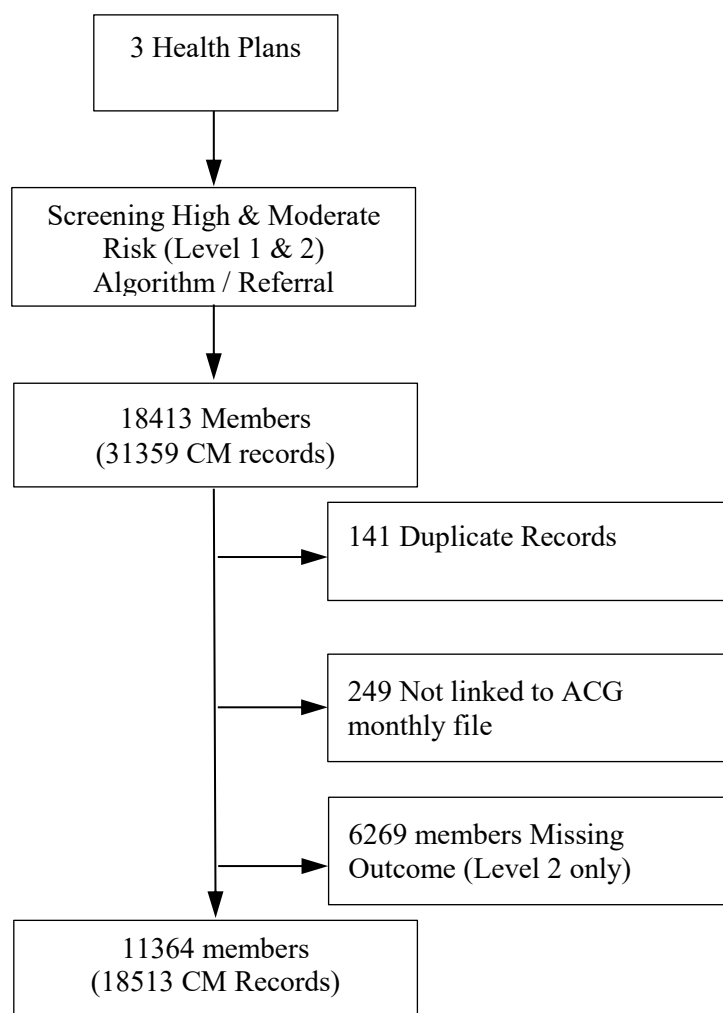 3 Health Plans
Screening High & Moderate
Risk (Level 1 & 2)
Algorithm / Referral
18413 Members
(31359 CM records)
141 Duplicate Records
249 Not linked to ACG
monthly file
6269 members Missing
Outcome (Level 2 only)
11364 members
(18513 CM Records)